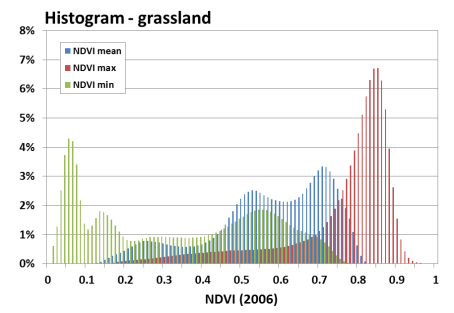 Histogram - grassland
8%
NDVI mean
7%
NDVI max
NDVI min
6%
5%
4%
3%
2%
1%
0%
0 0.1 0.2 0.3 0.4 0.5 0.6 0.7 0.8 0.9 1
NDVI (2006)